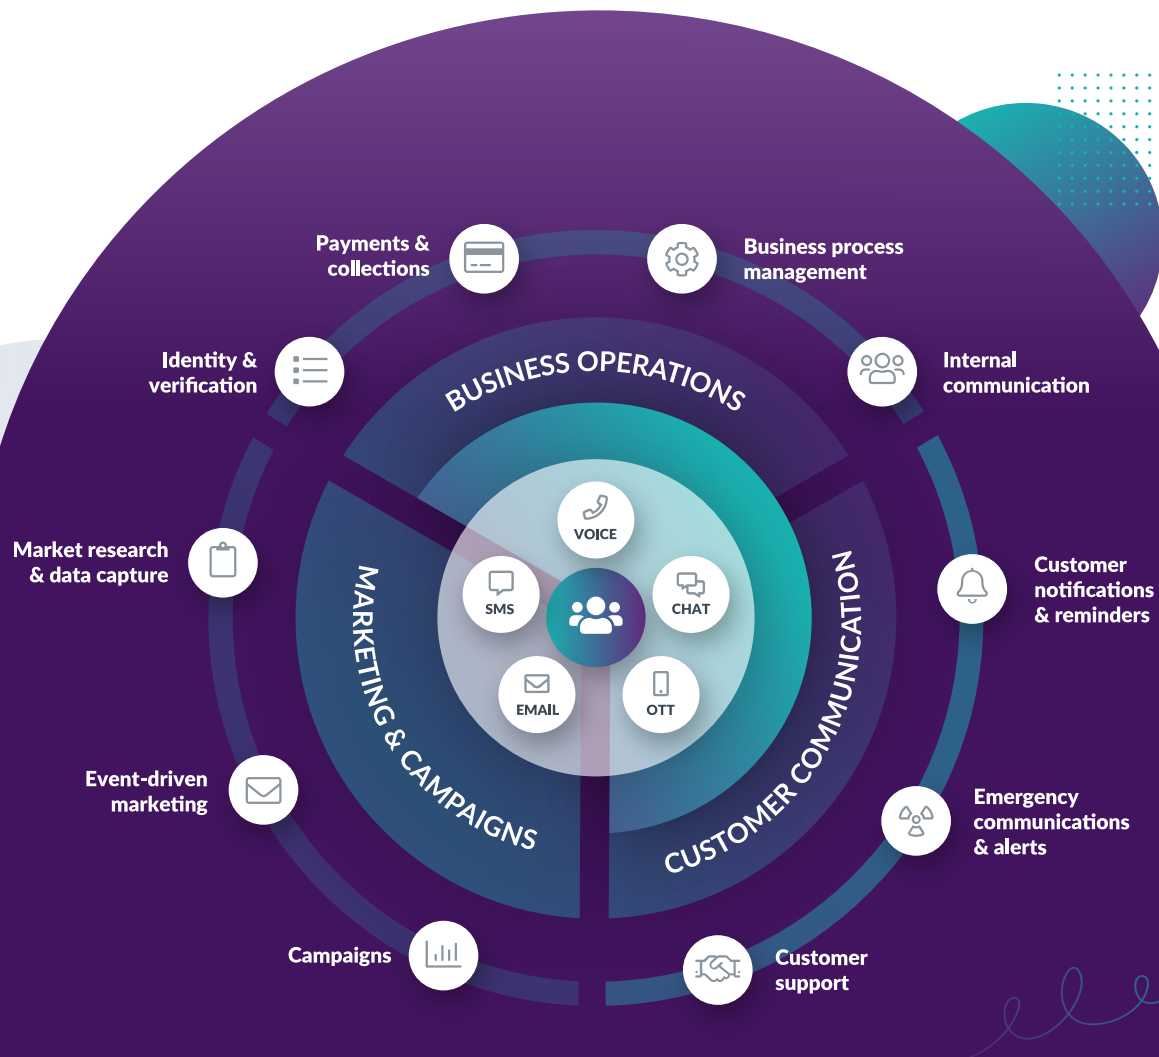 Payments &
collections
Business process
management
Identity &
verification
Internal
communication
BUSINESS OPERATIONS
VOICE
SMS
CHAT
EMAIL
OTT
MARKETING & CAMPAIGNS
CUSTOMER COMMUNICATION
Market research
& data capture
Customer
notifications
& reminders
Event-driven
marketing
Emergency
communications
& alerts
Campaigns
Customer
support